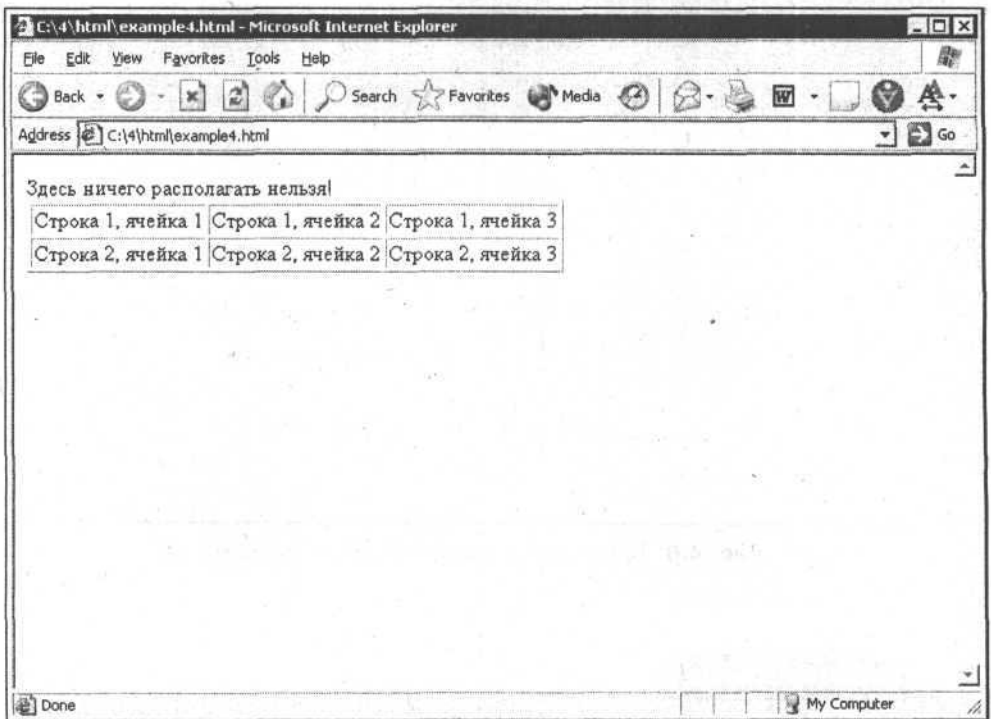 C:\4\html\example4.html - Microsoft Internet Explorer
File Edit View Favorites Tools Help
Back Search Favorites Media
Address C:\4\html\example4.html Go
Здесь ничего располагать нельзя!
Строка 1, ячейка 1 Строка 1, ячейка 2 Строка 1, ячейка 3
Строка 2, ячейка 1 Строка 2, ячейка 2 Строка 2, ячейка 3
Done My Computer